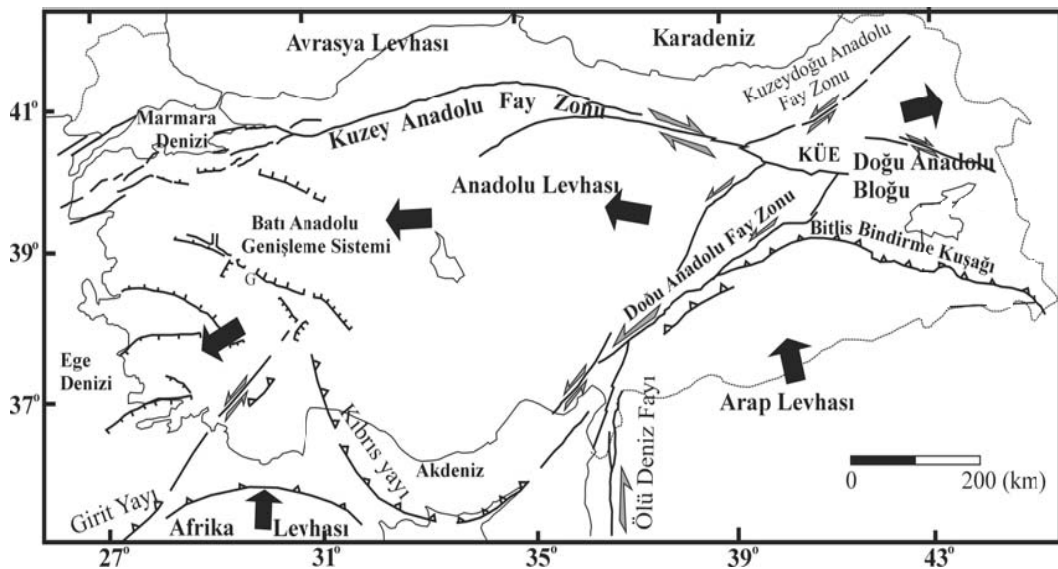 Avrasya Levhası
Karadeniz
Kuzeydoğu Anadolu
Fay Zonu
41°
Marmara
Denizi
Kuzey Anadolu Fay Zonu
KÜE
Doğu Anadolu
Bloğu
Anadolu Levhası
Batı Anadolu
Genişleme Sistemi
39°
G
Doğu Anadolu Fay Zonu
Bitlis Bindirme Kuşağı
Ege
Denizi
37°
Arap Levhası
Kıbrıs yayı
Akdeniz
Ölü Deniz Fayı
0 200 (km)
Girit Yayı
Afrika Levhası
27° 31° 35° 39° 43°